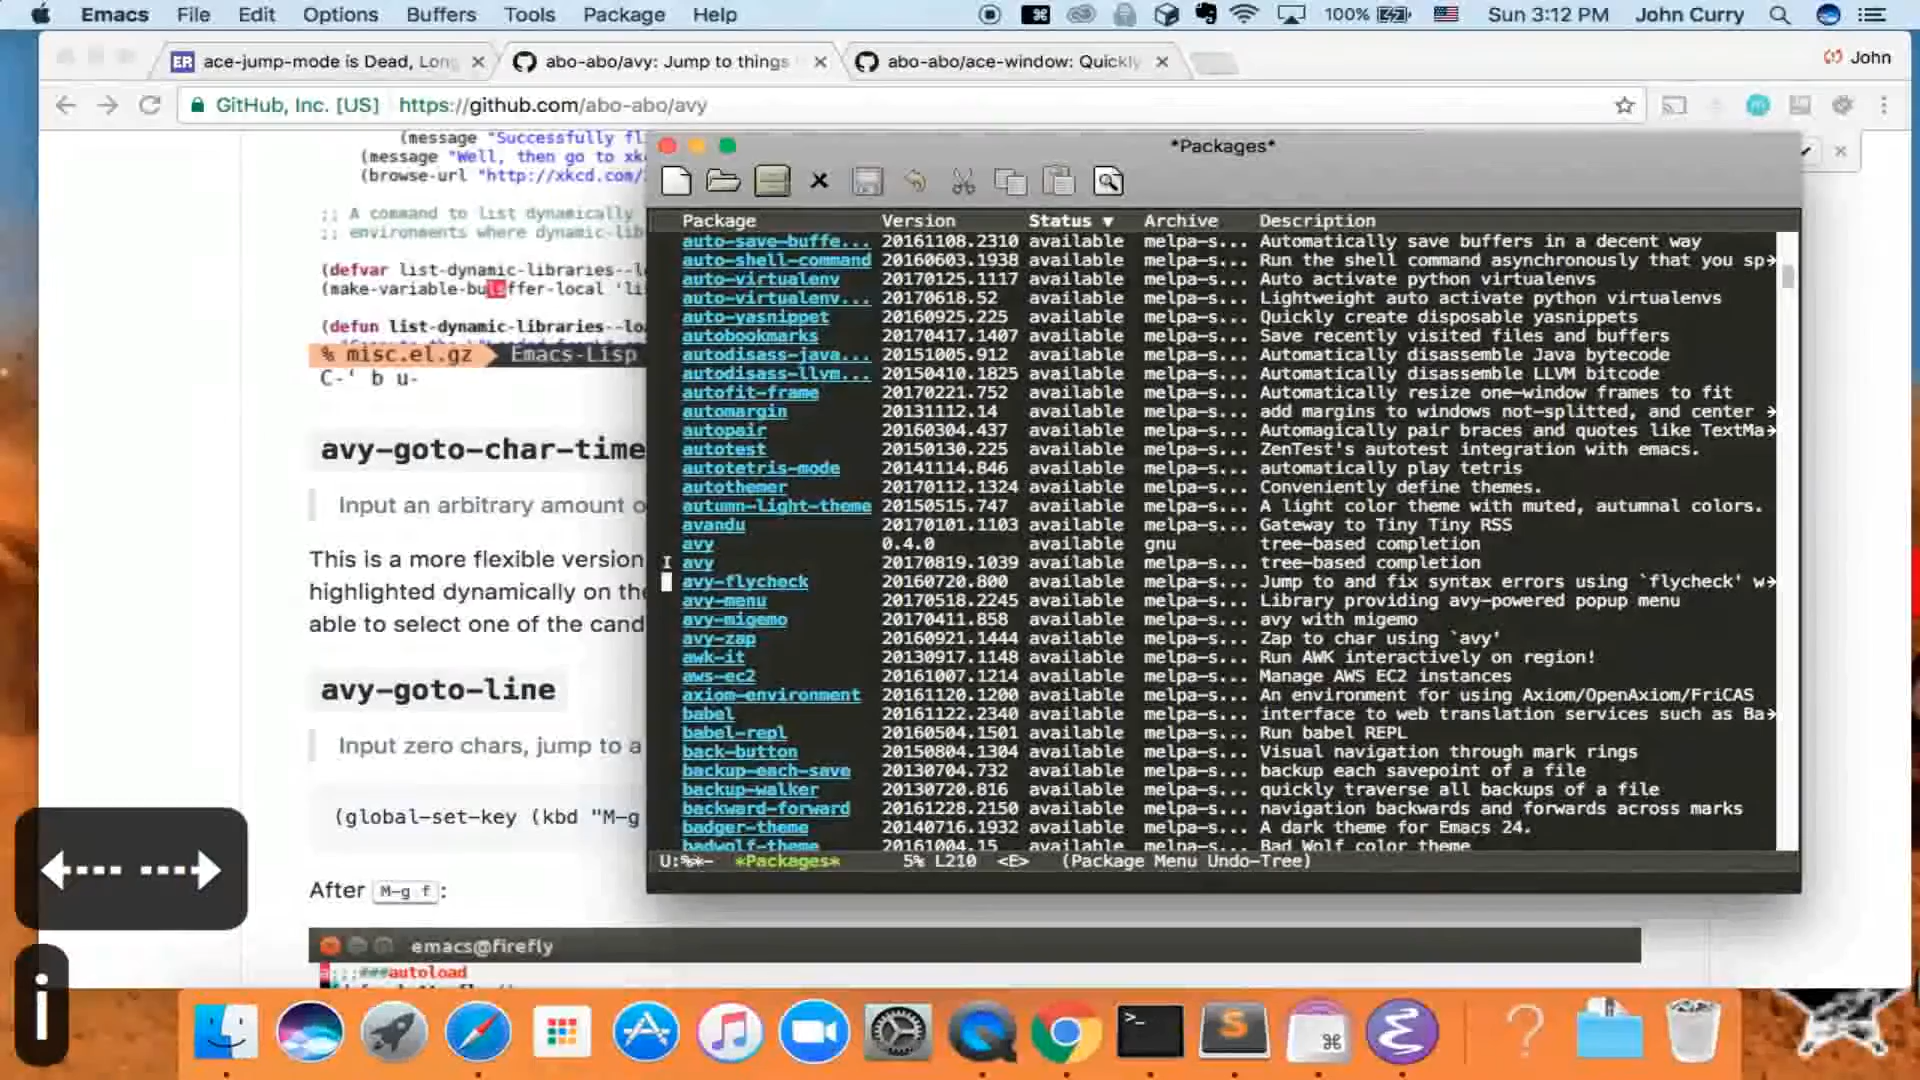 Emacs File Edit Options Buffers Tools Package Help 100% Sun 3:12 PM John Curry
ER ace-jump-mode is Dead, Long
abo-abo/avy: Jump to things
abo-abo/ace-window: Quickly
John
GitHub, Inc. [US] https://github.com/abo-abo/avy
(message "Successfully fl
(message "Well, then go to xk
(browse-url "http://xkcd.com/
;; A command to list dynamically
;; environments where dynamic-lib
(defvar list-dynamic-libraries--l
(make-variable-bulsffer-local 'li
(defun list-dynamic-libraries--lo
% misc.el.gz Emacs-Lisp
C-' b u-
avy-goto-char-time
Input an arbitrary amount o
This is a more flexible version
highlighted dynamically on the
able to select one of the cand
avy-goto-line
Input zero chars, jump to a
(global-set-key (kbd "M-g
After M-g f :
emacs@firefly
a;;;###autoload
*Packages*
Package Version Status ▼ Archive Description
auto-save-buffe... 20161108.2310 available melpa-s... Automatically save buffers in a decent way
auto-shell-command 20160603.1938 available melpa-s... Run the shell command asynchronously that you sp→
auto-virtualenv 20170125.1117 available melpa-s... Auto activate python virtualenvs
auto-virtualenv... 20170618.52 available melpa-s... Lightweight auto activate python virtualenvs
auto-yasnippet 20160925.225 available melpa-s... Quickly create disposable yasnippets
autobookmarks 20170417.1407 available melpa-s... Save recently visited files and buffers
autodisass-java... 20151005.912 available melpa-s... Automatically disassemble Java bytecode
autodisass-llvm... 20150410.1825 available melpa-s... Automatically disassemble LLVM bitcode
autofit-frame 20170221.752 available melpa-s... Automatically resize one-window frames to fit
automargin 20131112.14 available melpa-s... add margins to windows not-splitted, and center →
autopair 20160304.437 available melpa-s... Automagically pair braces and quotes like TextMa→
autotest 20150130.225 available melpa-s... ZenTest's autotest integration with emacs.
autotetris-mode 20141114.846 available melpa-s... automatically play tetris
autothemer 20170112.1324 available melpa-s... Conveniently define themes.
autumn-light-theme 20150515.747 available melpa-s... A light color theme with muted, autumnal colors.
avandu 20170101.1103 available melpa-s... Gateway to Tiny Tiny RSS
avy 0.4.0 available gnu tree-based completion
avy 20170819.1039 available melpa-s... tree-based completion
avy-flycheck 20160720.800 available melpa-s... Jump to and fix syntax errors using `flycheck' w→
avy-menu 20170518.2245 available melpa-s... Library providing avy-powered popup menu
avy-migemo 20170411.858 available melpa-s... avy with migemo
avy-zap 20160921.1444 available melpa-s... Zap to char using `avy'
awk-it 20130917.1148 available melpa-s... Run AWK interactively on region!
aws-ec2 20161007.1214 available melpa-s... Manage AWS EC2 instances
axiom-environment 20161120.1200 available melpa-s... An environment for using Axiom/OpenAxiom/FriCAS
babel 20161122.2340 available melpa-s... interface to web translation services such as Ba→
babel-repl 20160504.1501 available melpa-s... Run babel REPL
back-button 20150804.1304 available melpa-s... Visual navigation through mark rings
backup-each-save 20130704.732 available melpa-s... backup each savepoint of a file
backup-walker 20130720.816 available melpa-s... quickly traverse all backups of a file
backward-forward 20161228.2150 available melpa-s... navigation backwards and forwards across marks
badger-theme 20140716.1932 available melpa-s... A dark theme for Emacs 24.
badwolf-theme 20161004.15 available melpa-s... Bad Wolf color theme
U:%*- *Packages* 5% L210 <E> (Package Menu Undo-Tree)
i